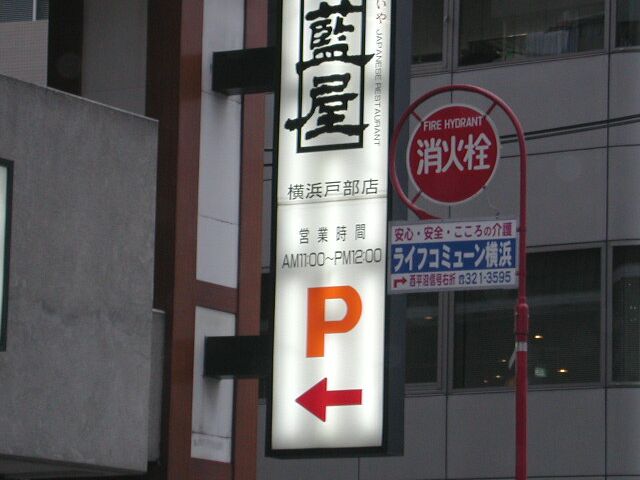 藍屋
いや JAPANESE RESTAURANT
横浜戸部店
営業時間
AM11:00～PM12:00
P
FIRE HYDRANT
消火栓
安心・安全・こころの介護
ライフコミューン横浜
西平沼信号右折 ☎321-3595